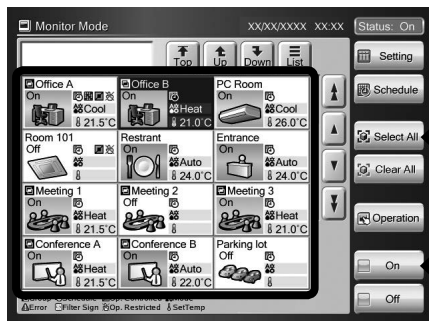 Monitor Mode XX/XX/XXXX XX:XX Status: On
Top Up Down List
Setting
Office A
On
Cool
21.5°C
Office B
On
Heat
21.0°C
PC Room
On
Cool
26.0°C
Schedule
Room 101
Off
Restrant
On
Auto
24.0°C
Entrance
On
Auto
24.0°C
Select All
Clear All
Meeting 1
On
Heat
21.5°C
Meeting 2
Off
Meeting 3
On
Heat
21.0°C
Operation
Conference A
On
Heat
21.5°C
Conference B
On
Auto
22.0°C
Parking lot
Off
On
Error Filter Sign Op. Restricted SetTemp
Off